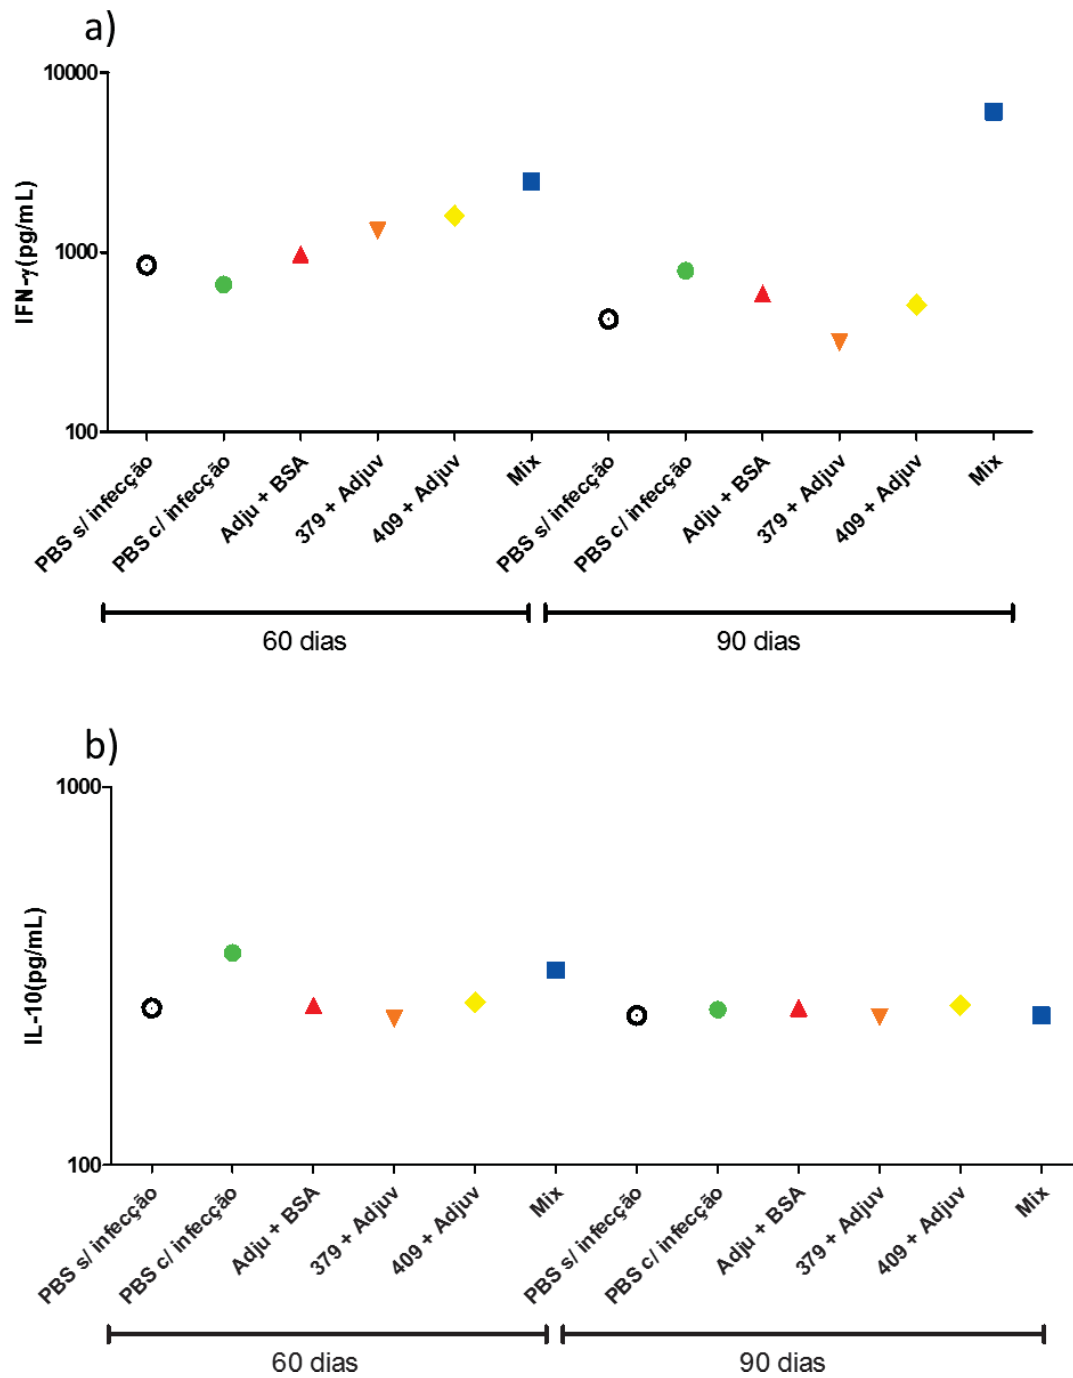 a)
10000
1000
100
IFN-γ(pg/mL)
PBS s/ infecção
PBS c/ infecção
Adju + BSA
379 + Adjuv
409 + Adjuv
Mix
PBS s/ infecção
PBS c/ infecção
Adju + BSA
379 + Adjuv
409 + Adjuv
Mix
60 dias
90 dias
b)
1000
100
IL-10(pg/mL)
PBS s/ infecção
PBS c/ infecção
Adju + BSA
379 + Adjuv
409 + Adjuv
Mix
PBS s/ infecção
PBS c/ infecção
Adju + BSA
379 + Adjuv
409 + Adjuv
Mix
60 dias
90 dias